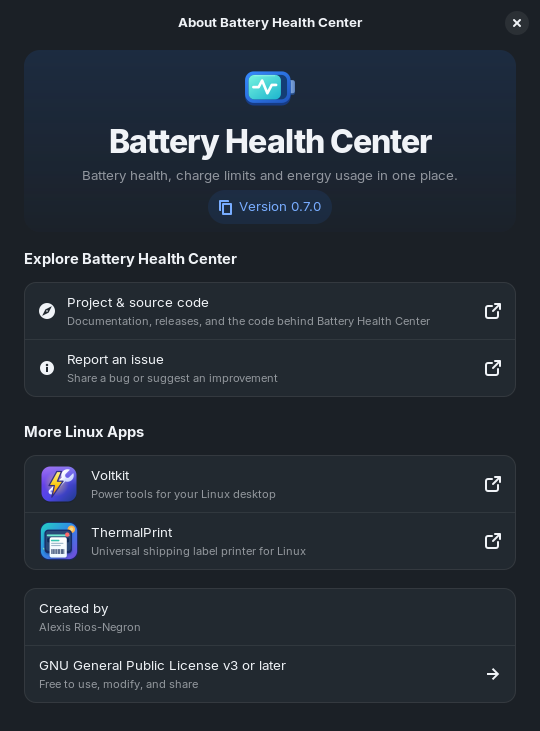 About Battery Health Center
Battery Health Center
Battery health, charge limits and energy usage in one place.
Version 0.7.0
Explore Battery Health Center
Project & source code
Documentation, releases, and the code behind Battery Health Center
Report an issue
Share a bug or suggest an improvement
More Linux Apps
Voltkit
Power tools for your Linux desktop
ThermalPrint
Universal shipping label printer for Linux
Created by
Alexis Rios-Negron
GNU General Public License v3 or later
Free to use, modify, and share